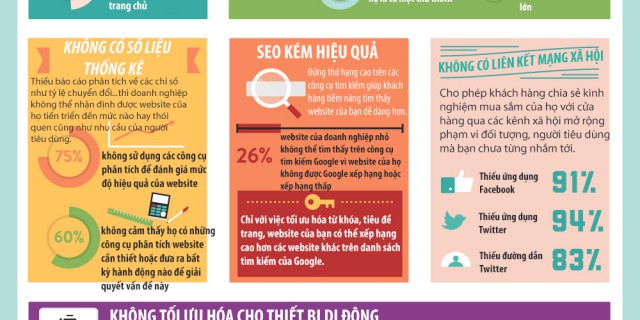 trang chủ
lớn
KHÔNG CÓ SỐ LIỆU
THỐNG KÊ
Thiếu báo cáo phân tích về các chỉ số
như tỷ lệ chuyển đổi...thì doanh nghiệp
không thể nhận định được website của
họ tiến triển đến mức nào hay thói
quen cũng như nhu cầu của người
tiêu dùng.
75%
không sử dụng các công cụ
phân tích để đánh giá mức
độ hiệu quả của website
60%
không cảm thấy họ có những
công cụ phân tích website
cần thiết hoặc đưa ra bất
kỳ hành động nào để giải
quyết vấn đề này
SEO KÉM HIỆU QUẢ
Đứng thứ hạng cao trên các
công cụ tìm kiếm giúp khách
hàng tiềm năng tìm thấy
website của bạn dễ dàng hơn.
26%
website của doanh nghiệp nhỏ
không thể tìm thấy trên công cụ
tìm kiếm Google vì website của họ
không được Google xếp hạng hoặc
xếp hạng thấp
Chỉ với việc tối ưu hóa từ khóa, tiêu đề
trang, website của bạn có thể xếp hạng
cao hơn các website khác trên danh sách
tìm kiếm của Google.
KHÔNG CÓ LIÊN KẾT MẠNG XÃ HỘI
Cho phép khách hàng chia sẻ kinh
nghiệm mua sắm của họ với cửa
hàng qua các kênh xã hội mở rộng
phạm vi đối tượng, người tiêu dùng
mà bạn chưa từng nhắm tới.
Thiếu ứng dụng
Facebook
91%
Thiếu ứng dụng
Twitter
94%
Thiếu đường dẫn
Twitter
83%
KHÔNG TỐI ƯU HÓA CHO THIẾT BỊ DI ĐỘNG